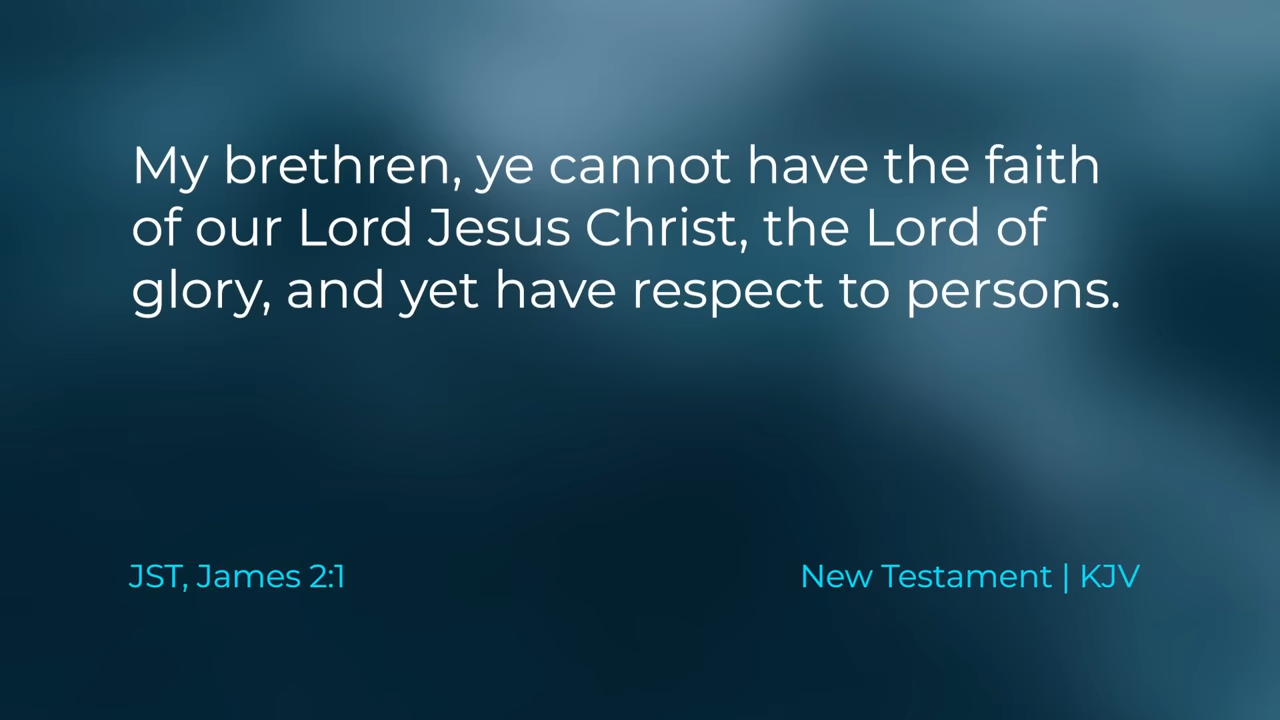 My brethren, ye cannot have the faith
of our Lord Jesus Christ, the Lord of
glory, and yet have respect to persons.
JST, James 2:1
New Testament | KJV